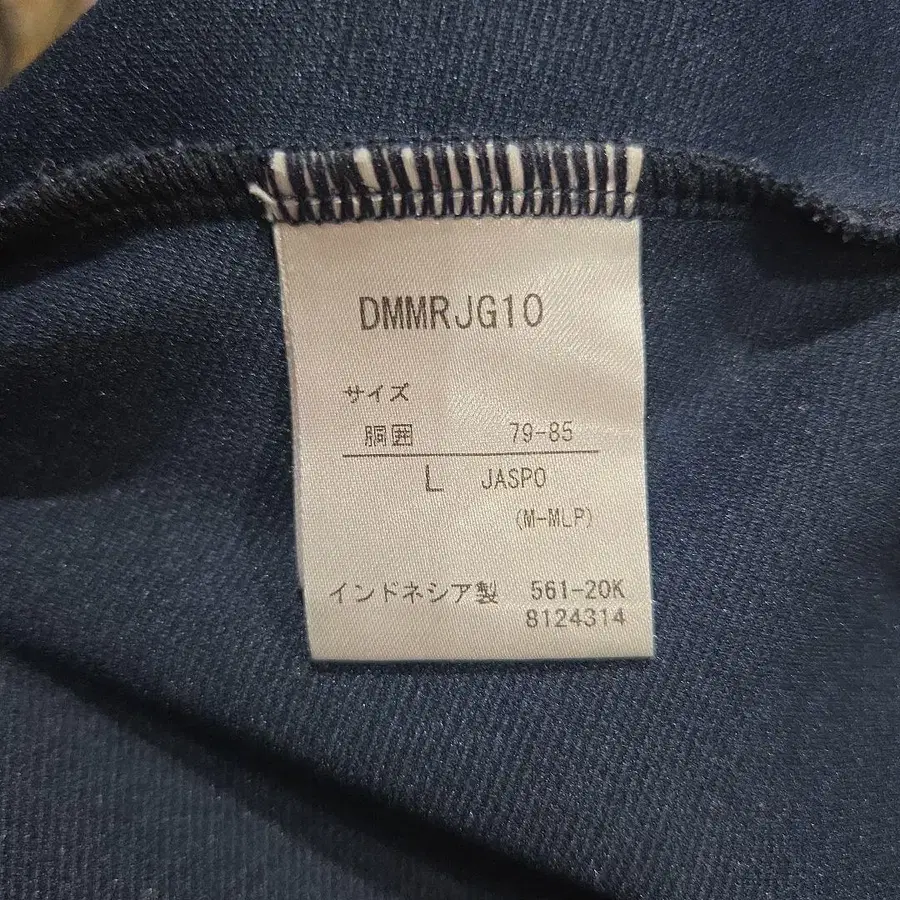 DMMRJG10
サイズ
胴囲 79-85
L JASPO
(M-MLP)
インドネシア製 561-20K
8124314